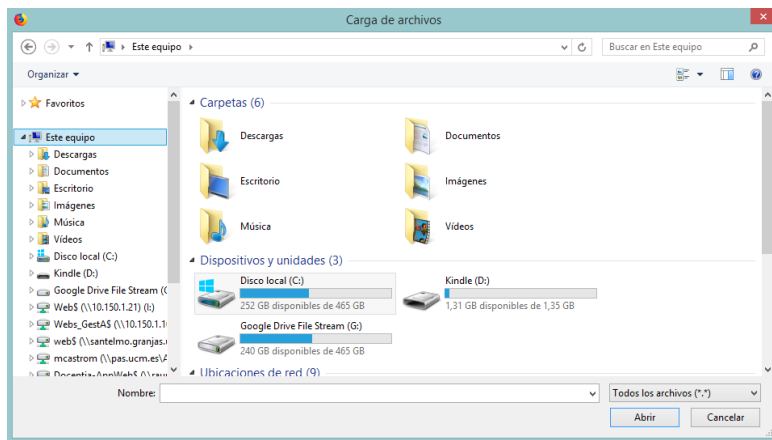 Carga de archivos
Este equipo
Buscar en Este equipo
Organizar
Favoritos
Este equipo
Descargas
Documentos
Escritorio
Imágenes
Música
Vídeos
Disco local (C:)
Kindle (D:)
Google Drive File Stream (
Web$ (\\10.150.1.21) (I:)
Webs_GestA$ (\\10.150.1.1
web$ (\\santelmo.granjas.
mcastrom (\\pas.ucm.es\
Docentia-AppWeb$
Carpetas (6)
Descargas
Documentos
Escritorio
Imágenes
Música
Vídeos
Dispositivos y unidades (3)
Disco local (C:)
252 GB disponibles de 465 GB
Kindle (D:)
1,31 GB disponibles de 1,35 GB
Google Drive File Stream (G:)
240 GB disponibles de 465 GB
Ubicaciones de red (9)
Nombre:
Todos los archivos (*.*)
Abrir
Cancelar